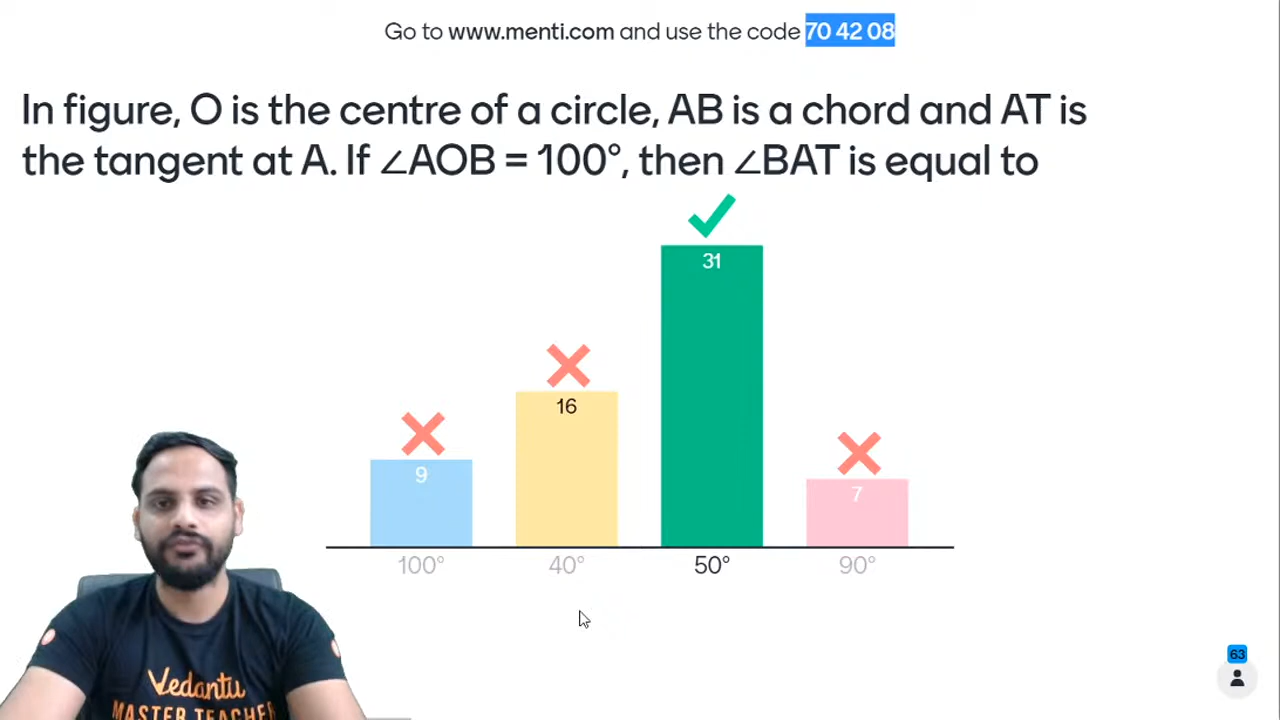 Go to www.menti.com and use the code 70 42 08
In figure, O is the centre of a circle, AB is a chord and AT is
the tangent at A. If ∠AOB = 100°, then ∠BAT is equal to
31
16
9
7
100°
40°
50°
90°
63
Vedantu
MASTER TEACHER